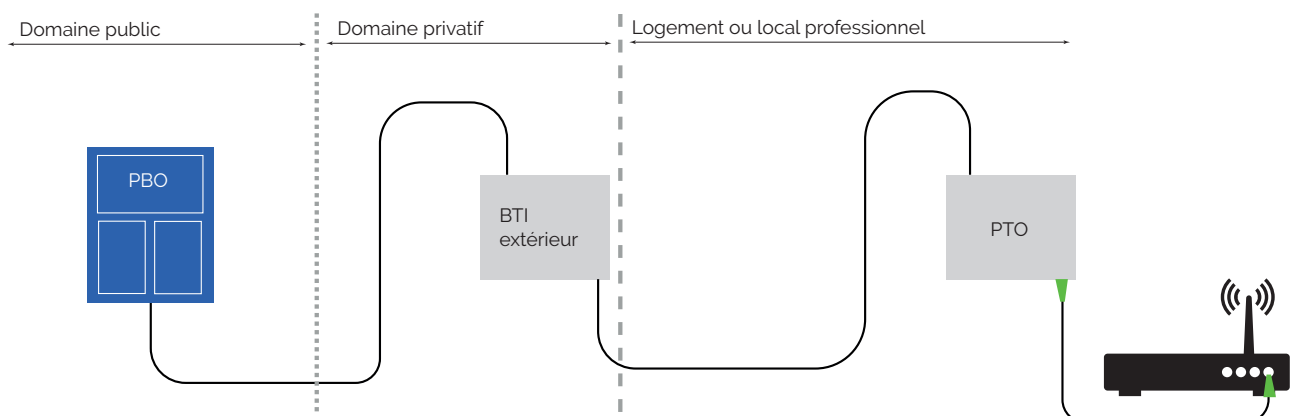 Domaine public
Domaine privatif
Logement ou local professionnel
PBO
BTI
extérieur
PTO